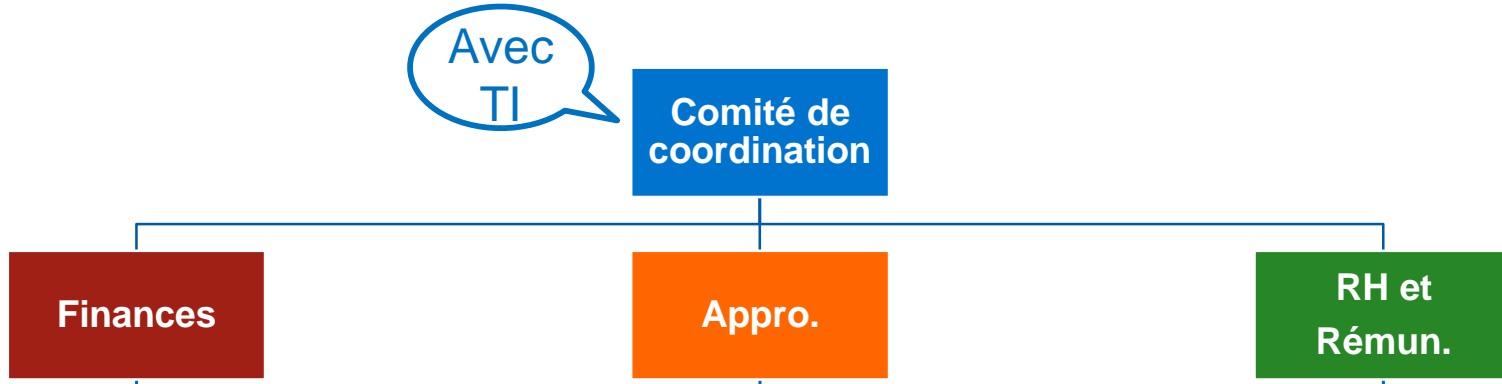 Avec
TI
Comité de
coordination
Finances
Appro.
RH et
Rémun.